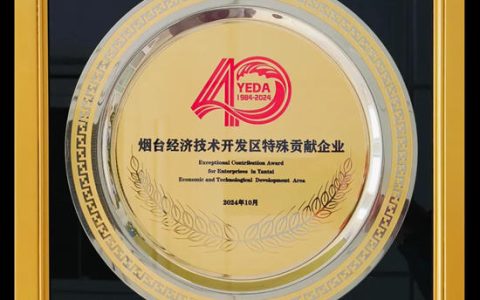 40
YEDA
1984-2024
烟台经济技术开发区特殊贡献企业
Exceptional Contribution Award
for Enterprises in Yantai
Economic and Technological Development Area
2024年10月